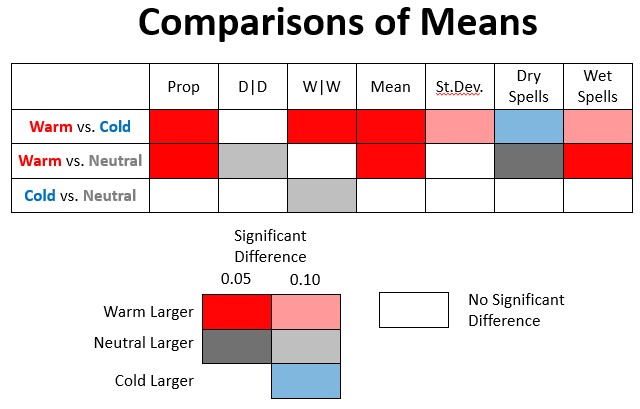 Comparisons of Means
Prop D|D W|W Mean St.Dev. Dry Spells Wet Spells
Warm vs. Cold
Warm vs. Neutral
Cold vs. Neutral
Significant
Difference
0.05 0.10
Warm Larger
Neutral Larger
Cold Larger
No Significant
Difference